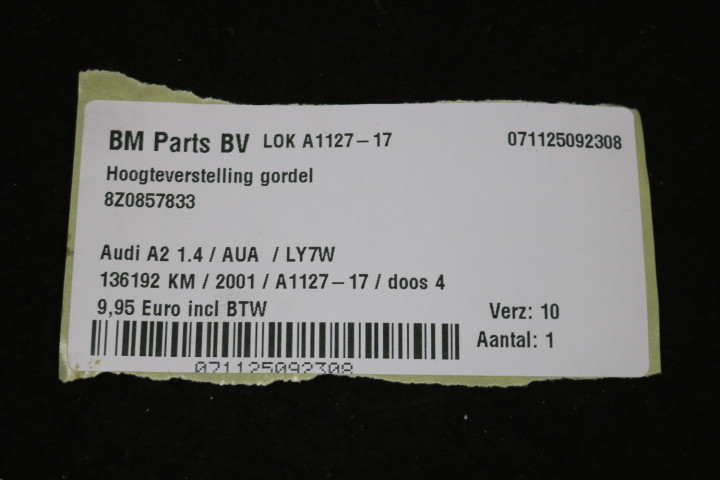 BM Parts BV LOK A1127-17 071125092308
Hoogteverstelling gordel
8Z0857833
Audi A2 1.4 / AUA / LY7W
136192 KM / 2001 / A1127-17 / doos 4
9,95 Euro incl BTW Verz: 10
Aantal: 1
071125092308